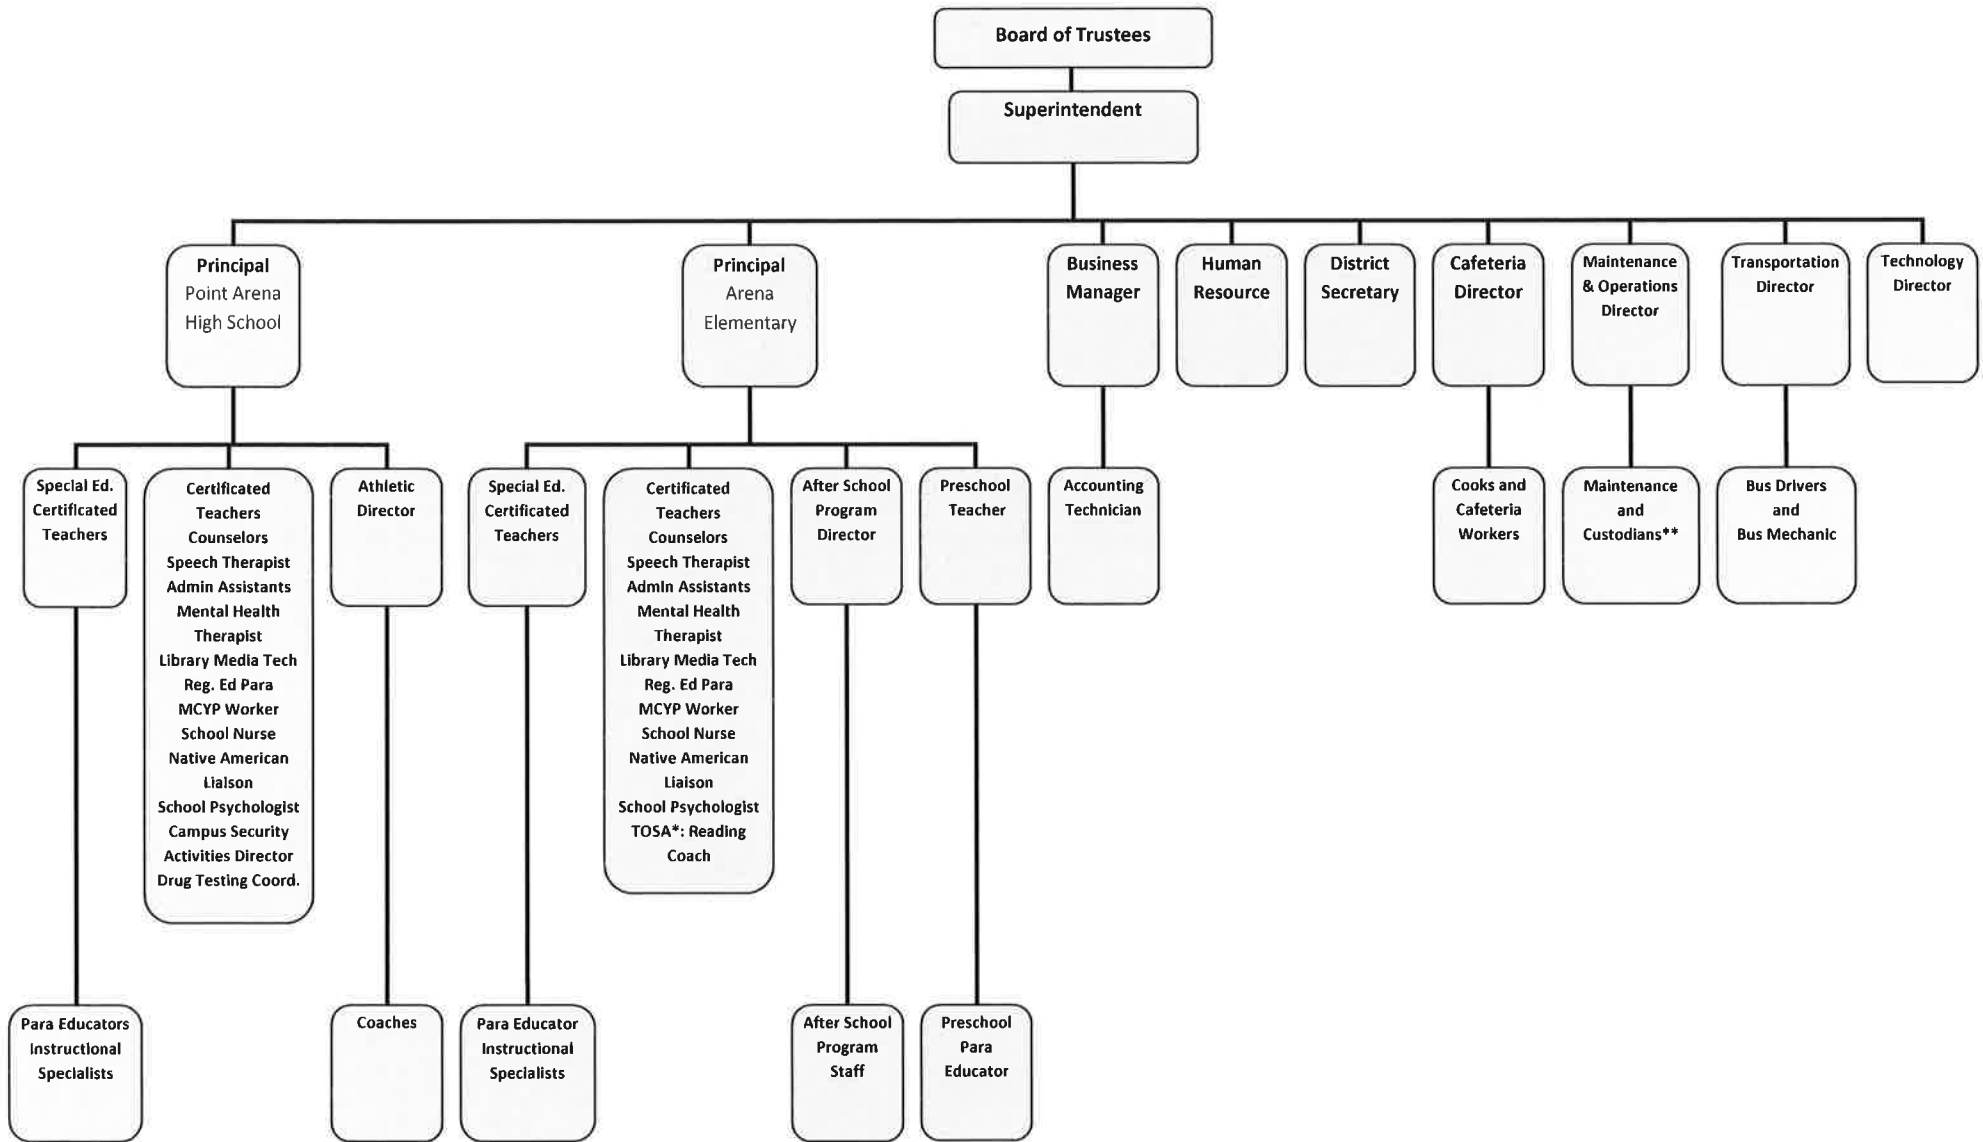 Board of Trustees
Superintendent
Principal
Point Arena
High School
Principal
Arena
Elementary
Business
Manager
Human
Resource
District
Secretary
Cafeteria
Director
Maintenance
& Operations
Director
Transportation
Director
Technology
Director
Special Ed.
Certificated
Teachers
Certificated
Teachers
Counselors
Speech Therapist
Admin Assistants
Mental Health
Therapist
Library Media Tech
Reg. Ed Para
MCYP Worker
School Nurse
Native American
Liaison
School Psychologist
Campus Security
Activities Director
Drug Testing Coord.
Athletic
Director
Special Ed.
Certificated
Teachers
Certificated
Teachers
Counselors
Speech Therapist
Admin Assistants
Mental Health
Therapist
Library Media Tech
Reg. Ed Para
MCYP Worker
School Nurse
Native American
Liaison
School Psychologist
TOSA*: Reading
Coach
After School
Program
Director
Preschool
Teacher
Accounting
Technician
Cooks and
Cafeteria
Workers
Maintenance
and
Custodians**
Bus Drivers
and
Bus Mechanic
Para Educators
Instructional
Specialists
Coaches
Para Educator
Instructional
Specialists
After School
Program
Staff
Preschool
Para
Educator